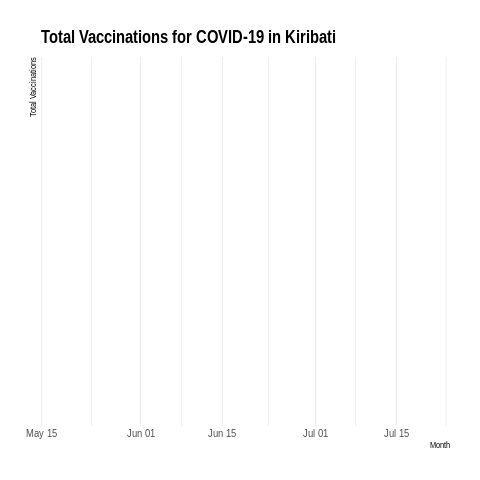 Total Vaccinations for COVID-19 in Kiribati
Total Vaccinations
May 15 Jun 01 Jun 15 Jul 01 Jul 15
Month